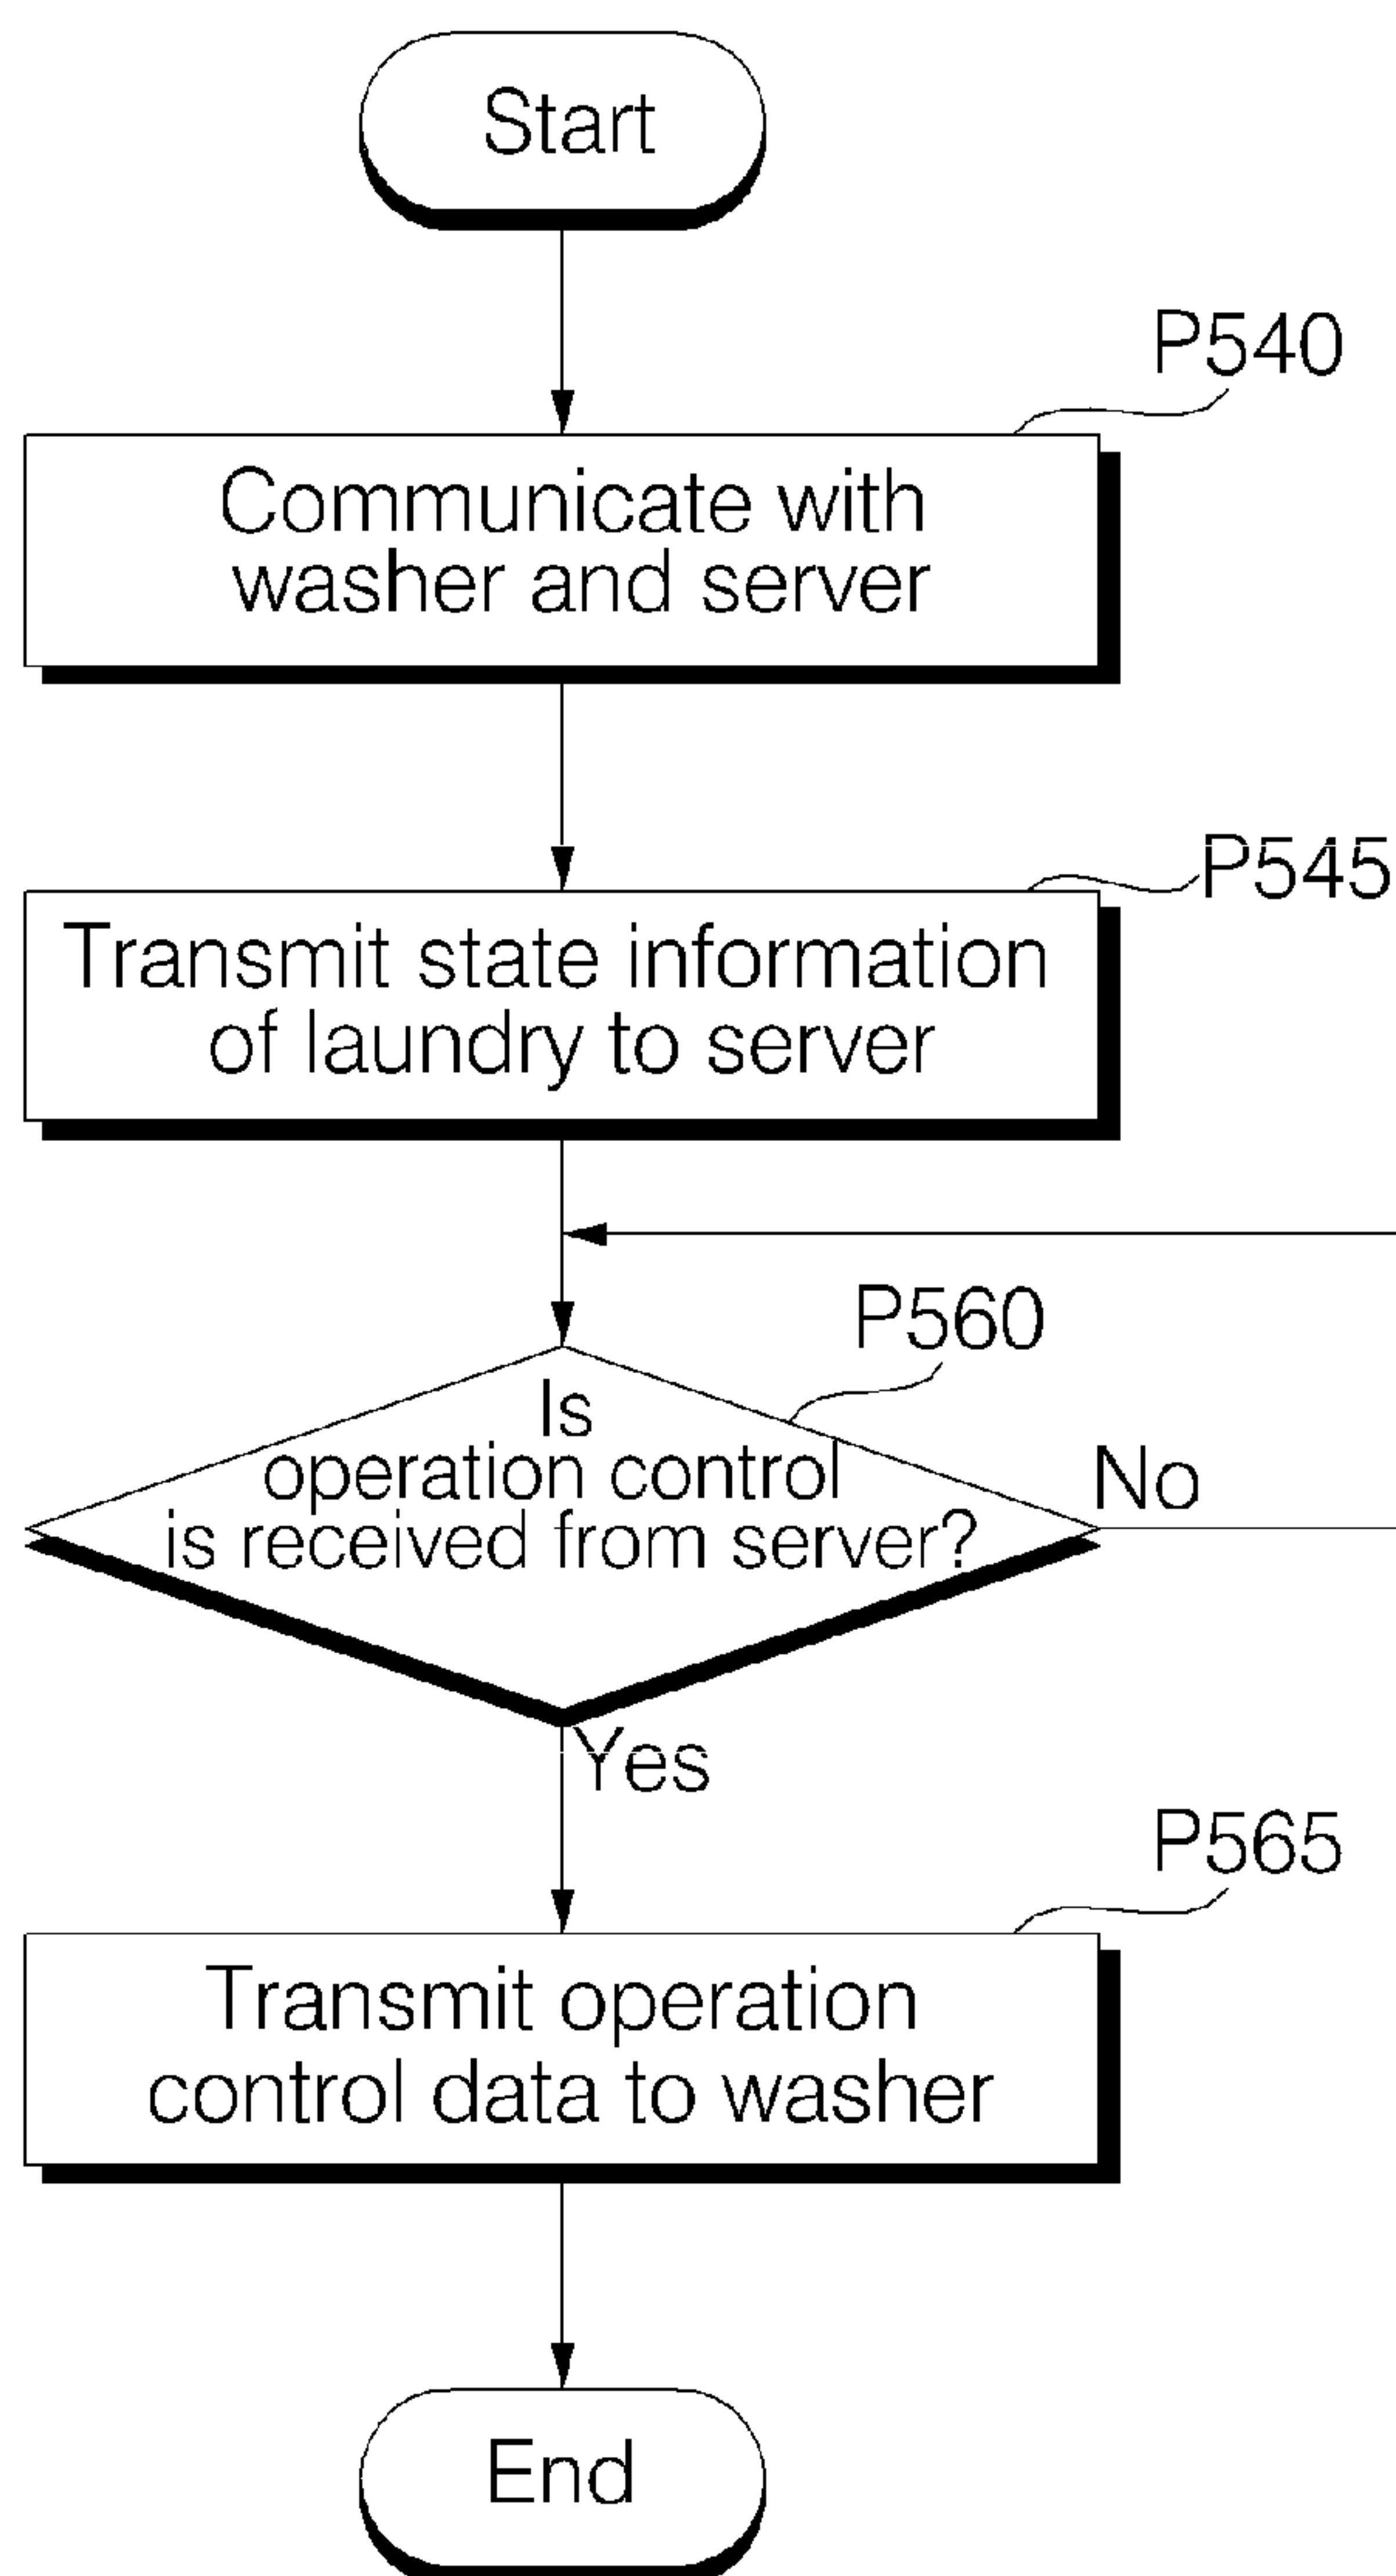 Start
P540
Communicate with
washer and server
P545
Transmit state information
of laundry to server
P560
Is
operation control
is received from server?
No
Yes
P565
Transmit operation
control data to washer
End